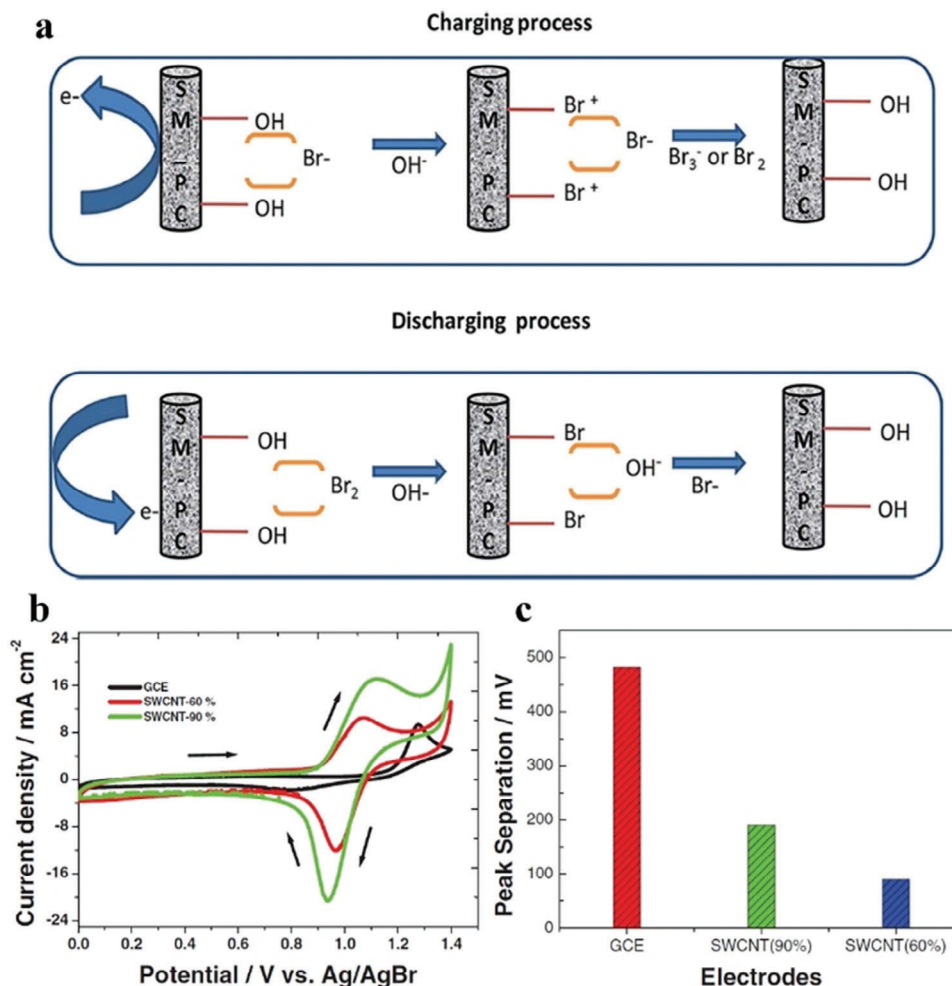 a
Charging process
e-
S M - P C
OH
OH
Br-
OH⁻
S M - P C
Br⁺
Br⁺
Br-
Br₃⁻ or Br₂
S M - P C
OH
OH
Discharging process
e-
S M - P C
OH
OH
Br₂
OH-
S M - P C
Br
Br
OH⁻
Br-
S M - P C
OH
OH
b
Current density / mA cm⁻²
24
16
8
0
-8
-16
-24
GCE
SWCNT-60 %
SWCNT-90 %
0.0 0.2 0.4 0.6 0.8 1.0 1.2 1.4
Potential / V vs. Ag/AgBr
c
Peak Separation / mV
500
400
300
200
100
0
GCE SWCNT(90%) SWCNT(60%)
Electrodes